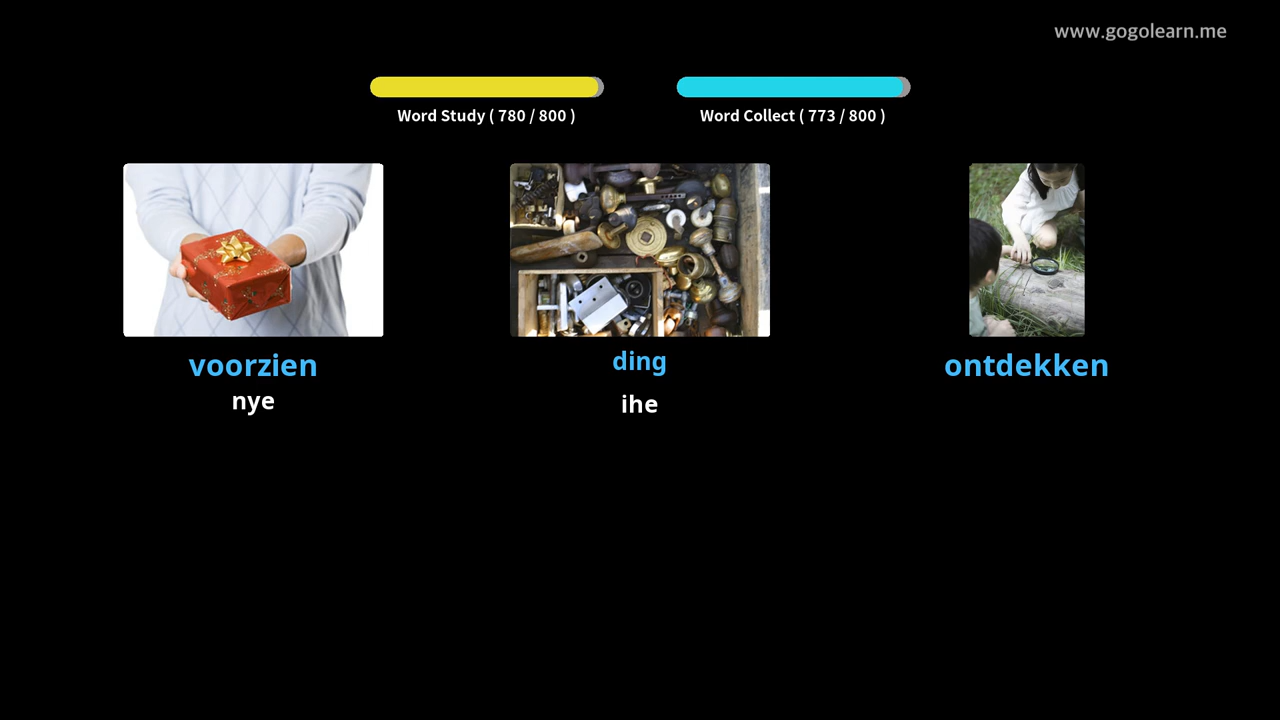 www.gogolearn.me
Word Study ( 780 / 800 )
Word Collect ( 773 / 800 )
voorzien
nye
ding
ihe
ontdekken